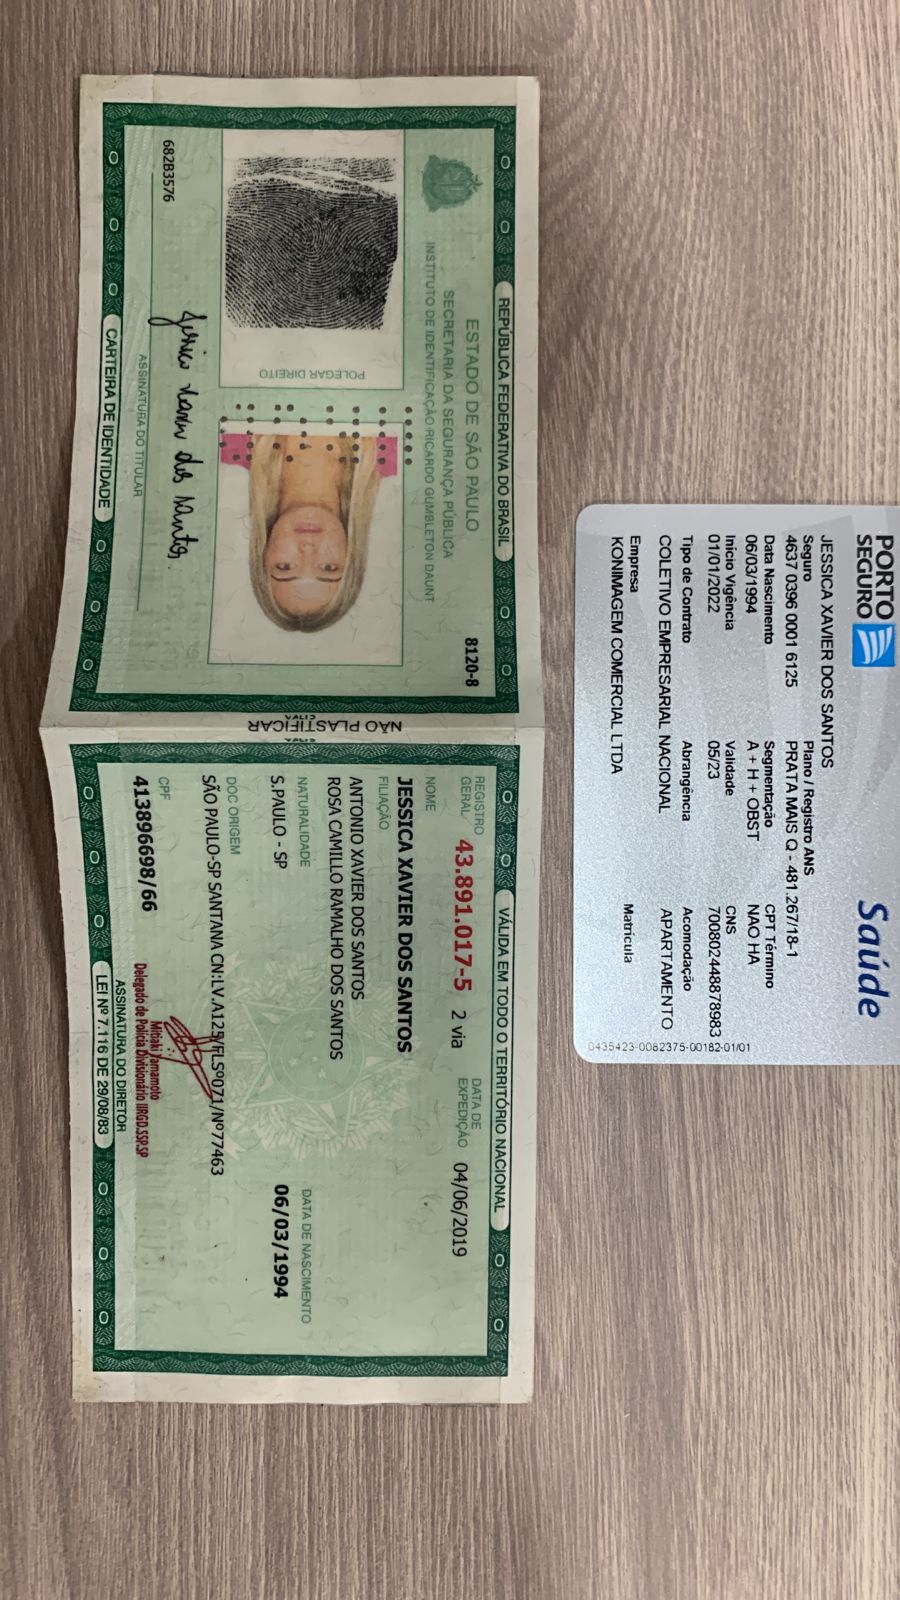 REPÚBLICA FEDERATIVA DO BRASIL
ESTADO DE SÃO PAULO
8120-8
SECRETARIA DA SEGURANÇA PÚBLICA
INSTITUTO DE IDENTIFICAÇÃO RICARDO GUMBLETON DAUNT
POLEGAR DIREITO
682B3576
Jessica Xavier dos Santos
ASSINATURA DO TITULAR
CARTEIRA DE IDENTIDADE
NÃO PLASTIFICAR
VÁLIDA EM TODO O TERRITÓRIO NACIONAL
REGISTRO GERAL 43.891.017-5 2 via DATA DE EXPEDIÇÃO 04/06/2019
NOME
JESSICA XAVIER DOS SANTOS
FILIAÇÃO
ANTONIO XAVIER DOS SANTOS
ROSA CAMILLO RAMALHO DOS SANTOS
NATURALIDADE DATA DE NASCIMENTO
S.PAULO - SP 06/03/1994
DOC ORIGEM
SÃO PAULO-SP SANTANA CN:LV.A125/FLSº071/Nº77463
CPF
413896698/66
Mitiaki Yamamoto
Delegado de Polícia Divisionário IIRGD.SSP.SP
ASSINATURA DO DIRETOR
LEI Nº 7.116 DE 29/08/83
PORTO SEGURO
Saúde
JESSICA XAVIER DOS SANTOS
Seguro Plano / Registro ANS
4637 0396 0001 6125 PRATA MAIS Q - 481.267/18-1
Data Nascimento Segmentação CPT Término
06/03/1994 A + H + OBST NAO HA
Início Vigência Validade CNS
01/01/2022 05/23 700802448878983
Tipo de Contrato Abrangência Acomodação
COLETIVO EMPRESARIAL NACIONAL APARTAMENTO
Empresa Matrícula
KONIMAGEM COMERCIAL LTDA
0435423-0082375-00182-01/01